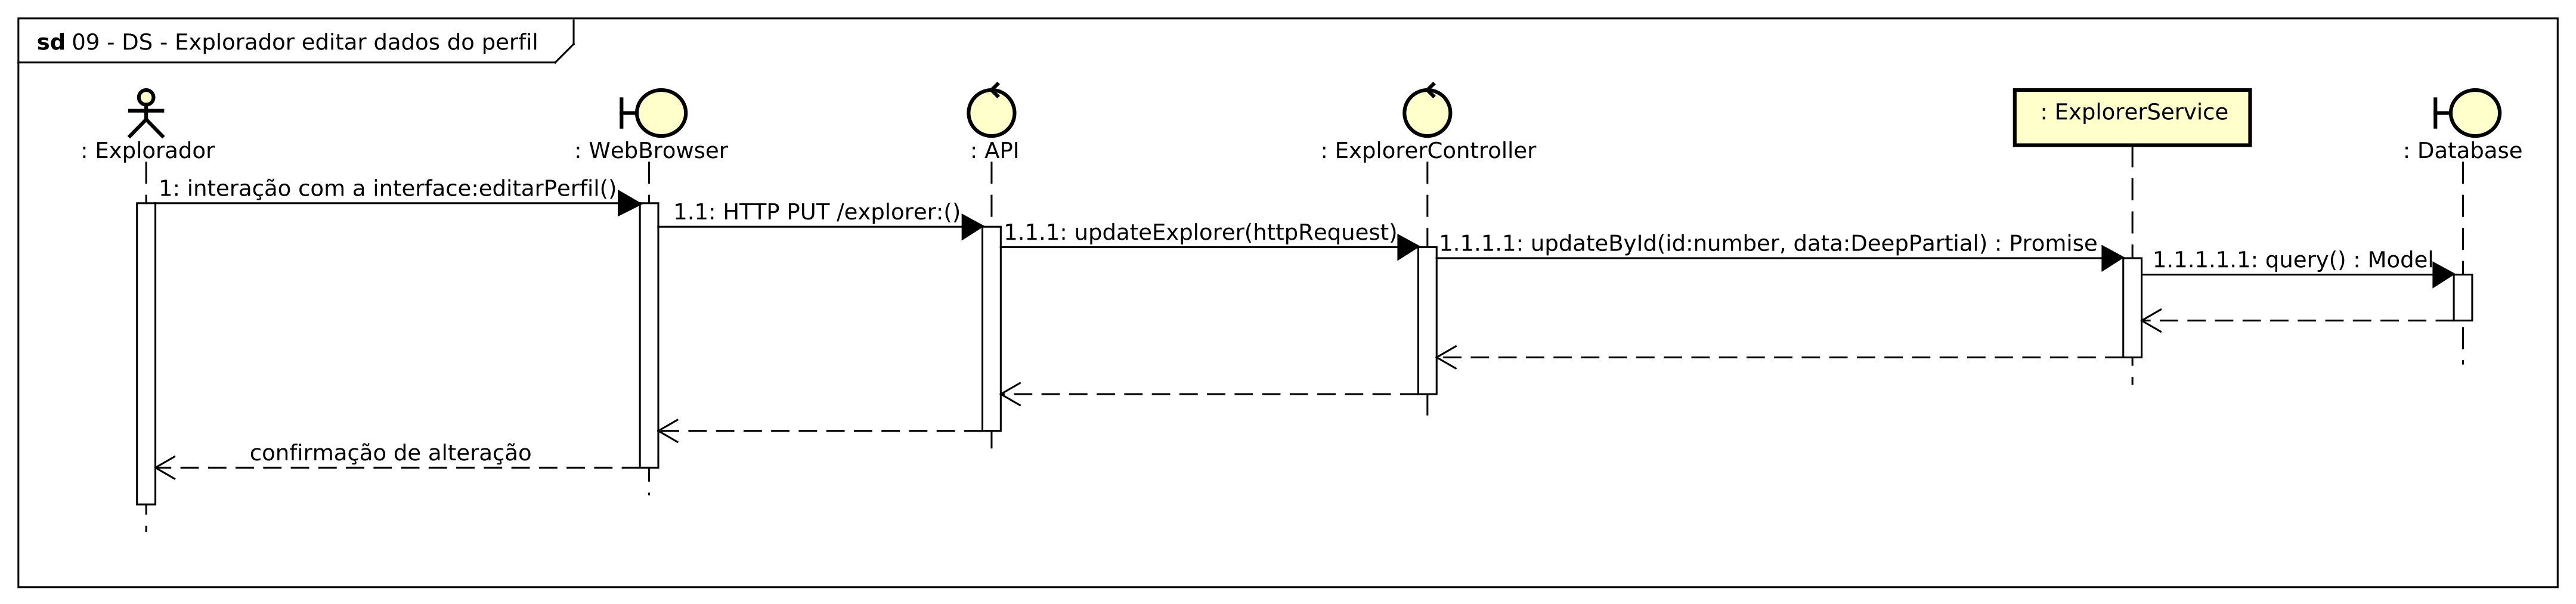 sd 09 - DS - Explorador editar dados do perfil
: Explorador
: WebBrowser
: API
: ExplorerController
: ExplorerService
: Database
1: interação com a interface:editarPerfil()
1.1: HTTP PUT /explorer:()
1.1.1: updateExplorer(httpRequest)
1.1.1.1: updateById(id:number, data:DeepPartial) : Promise
1.1.1.1.1: query() : Model
confirmação de alteração